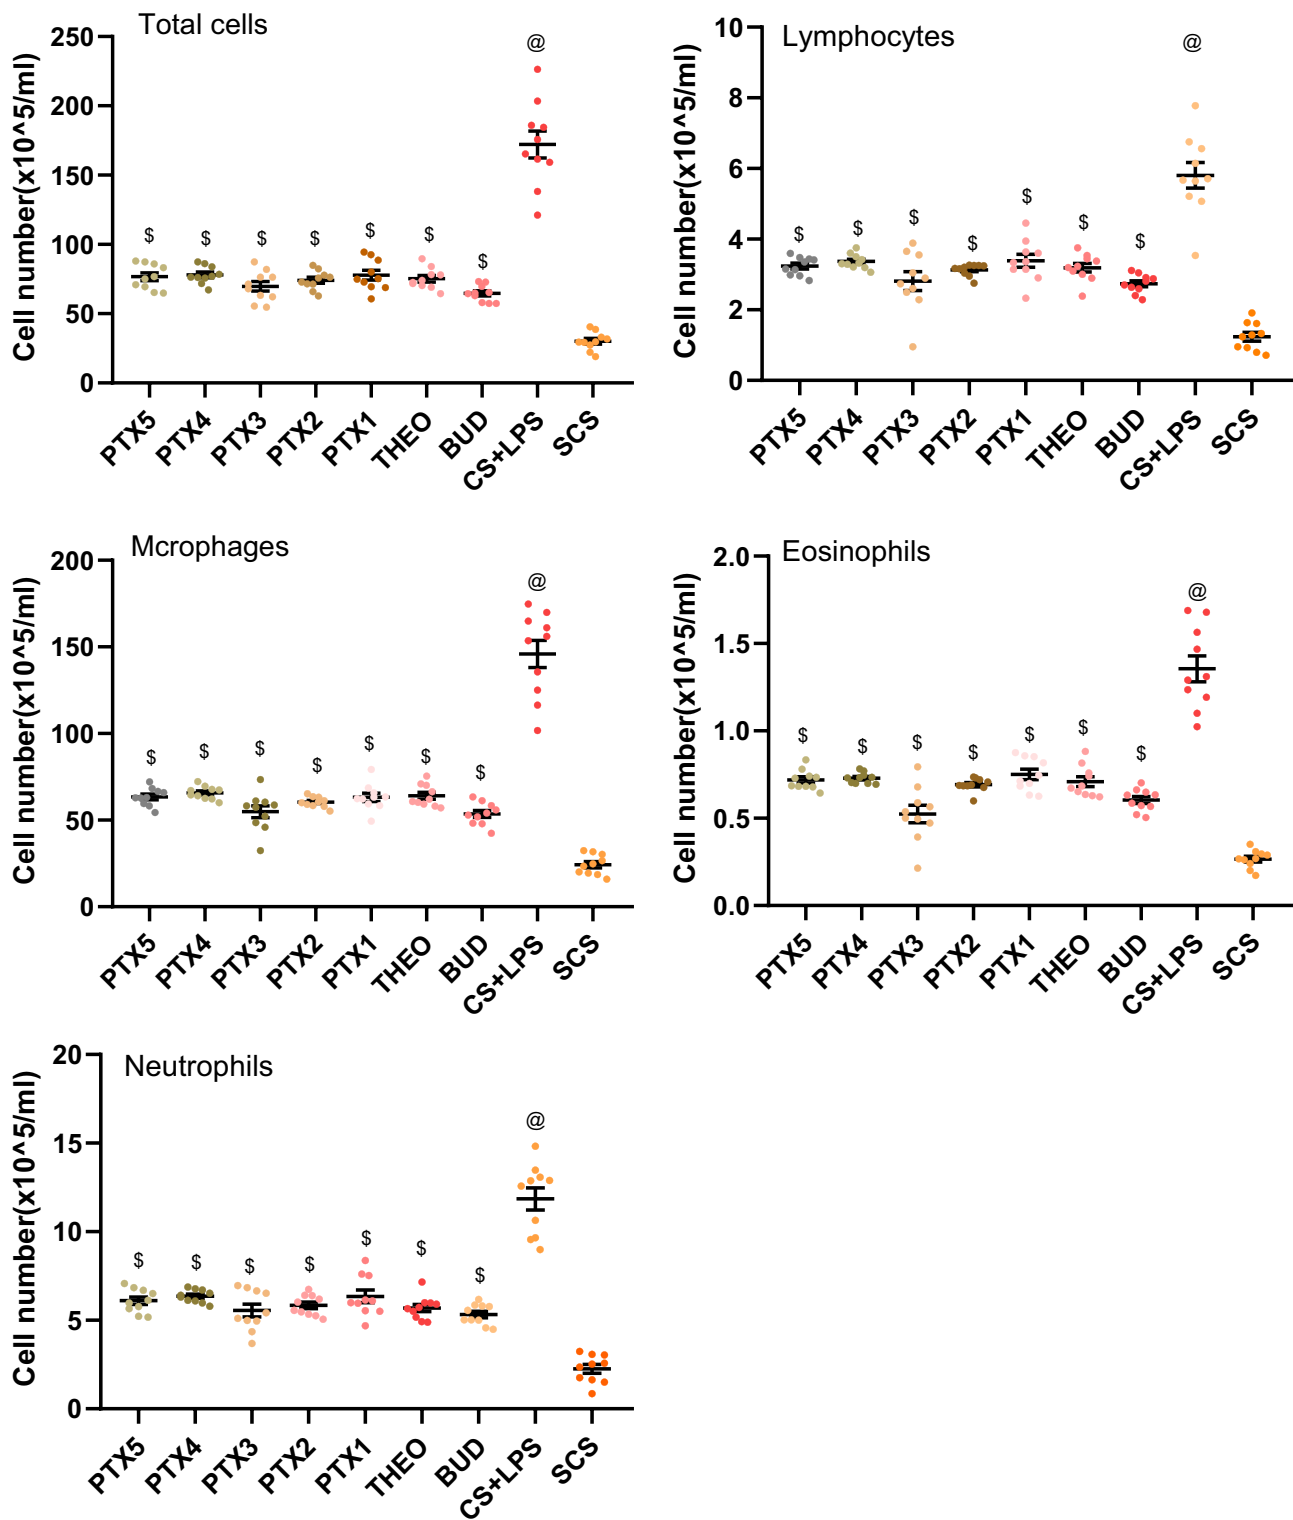 Total cells
Cell number(x10^5/ml)
250
200
150
100
50
0
$ $ $ $ $ $ $ @
PTX5 PTX4 PTX3 PTX2 PTX1 THEO BUD CS+LPS SCS
Lymphocytes
Cell number(x10^5/ml)
10
8
6
4
2
0
$ $ $ $ $ $ $ @
PTX5 PTX4 PTX3 PTX2 PTX1 THEO BUD CS+LPS SCS
Mcrophages
Cell number(x10^5/ml)
200
150
100
50
0
$ $ $ $ $ $ $ @
PTX5 PTX4 PTX3 PTX2 PTX1 THEO BUD CS+LPS SCS
Eosinophils
Cell number(x10^5/ml)
2.0
1.5
1.0
0.5
0.0
$ $ $ $ $ $ $ @
PTX5 PTX4 PTX3 PTX2 PTX1 THEO BUD CS+LPS SCS
Neutrophils
Cell number(x10^5/ml)
20
15
10
5
0
$ $ $ $ $ $ $ @
PTX5 PTX4 PTX3 PTX2 PTX1 THEO BUD CS+LPS SCS